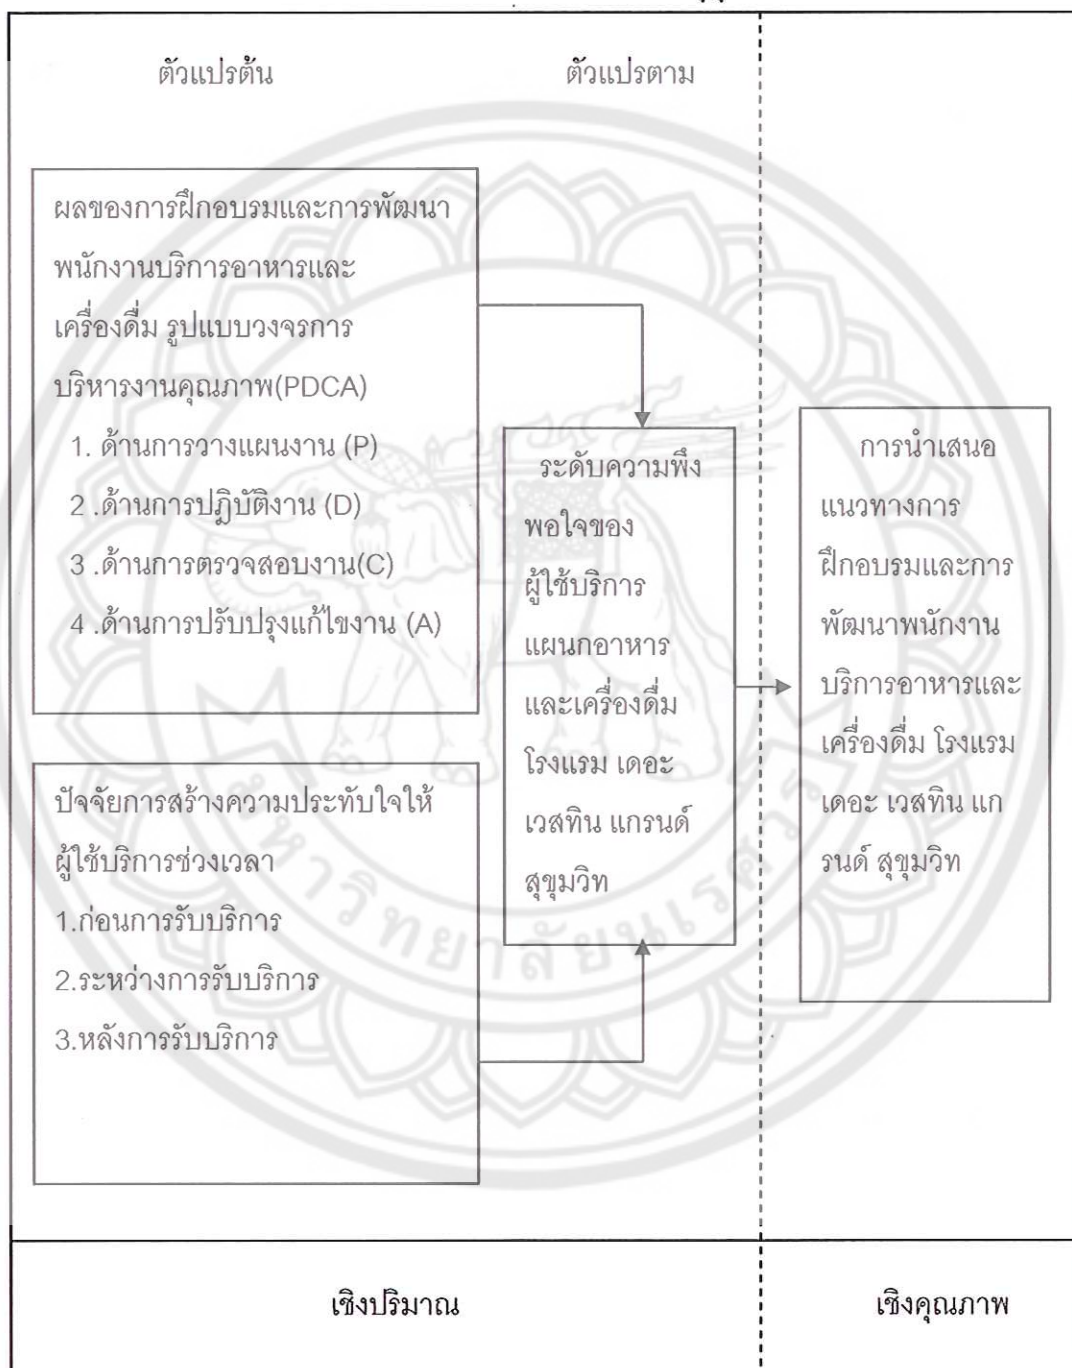 ตัวแปรต้น
ตัวแปรตาม
ผลของการฝึกอบรมและการพัฒนา
พนักงานบริการอาหารและ
เครื่องดื่ม รูปแบบวงจรการ
บริหารงานคุณภาพ(PDCA)
1. ด้านการวางแผนงาน (P)
2 .ด้านการปฏิบัติงาน (D)
3 .ด้านการตรวจสอบงาน(C)
4 .ด้านการปรับปรุงแก้ไขงาน (A)
ปัจจัยการสร้างความประทับใจให้
ผู้ใช้บริการช่วงเวลา
1.ก่อนการรับบริการ
2.ระหว่างการรับบริการ
3.หลังการรับบริการ
ระดับความพึง
พอใจของ
ผู้ใช้บริการ
แผนกอาหาร
และเครื่องดื่ม
โรงแรม เดอะ
เวสทิน แกรนด์
สุขุมวิท
การนำเสนอ
แนวทางการ
ฝึกอบรมและการ
พัฒนาพนักงาน
บริการอาหารและ
เครื่องดื่ม โรงแรม
เดอะ เวสทิน แก
รนด์ สุขุมวิท
มหาวิทยาลัยนเรศวร
เชิงปริมาณ
เชิงคุณภาพ